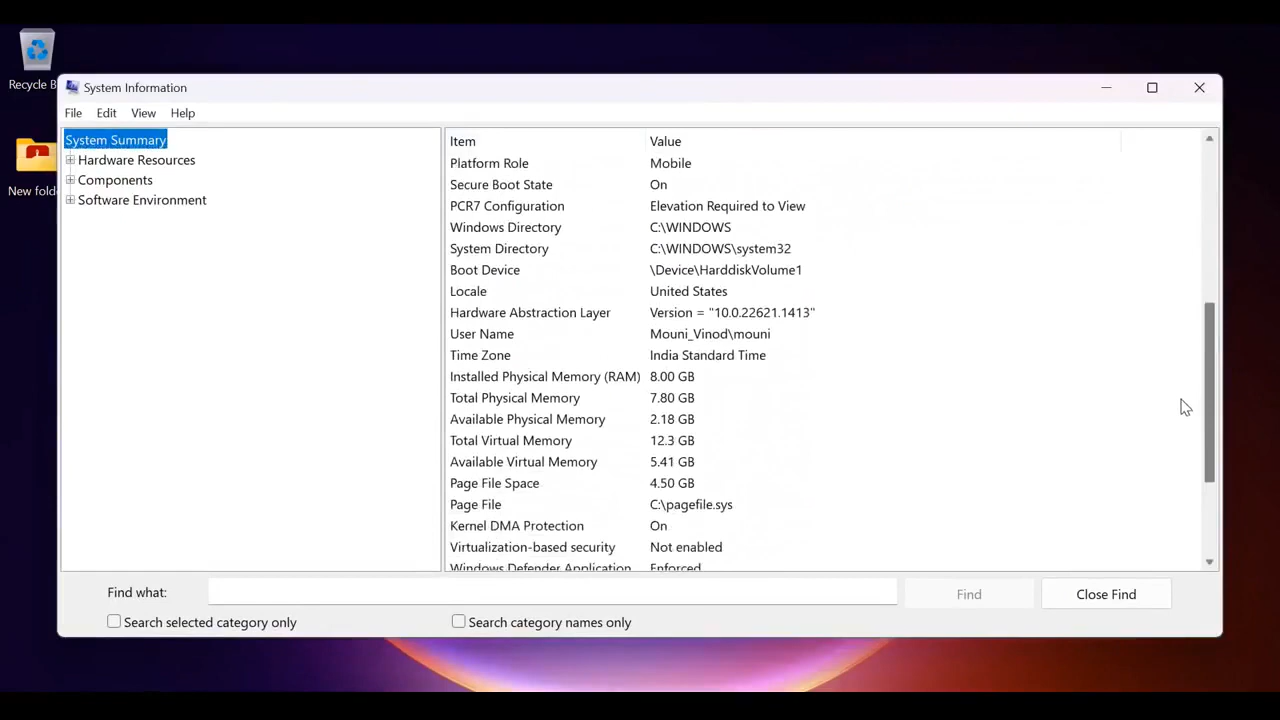 Recycle B
New fold
System Information
File Edit View Help
System Summary
Hardware Resources
Components
Software Environment
Item Value
Platform Role Mobile
Secure Boot State On
PCR7 Configuration Elevation Required to View
Windows Directory C:\WINDOWS
System Directory C:\WINDOWS\system32
Boot Device \Device\HarddiskVolume1
Locale United States
Hardware Abstraction Layer Version = "10.0.22621.1413"
User Name Mouni_Vinod\mouni
Time Zone India Standard Time
Installed Physical Memory (RAM) 8.00 GB
Total Physical Memory 7.80 GB
Available Physical Memory 2.18 GB
Total Virtual Memory 12.3 GB
Available Virtual Memory 5.41 GB
Page File Space 4.50 GB
Page File C:\pagefile.sys
Kernel DMA Protection On
Virtualization-based security Not enabled
Windows Defender Application Enforced
Find what: Find Close Find
Search selected category only Search category names only